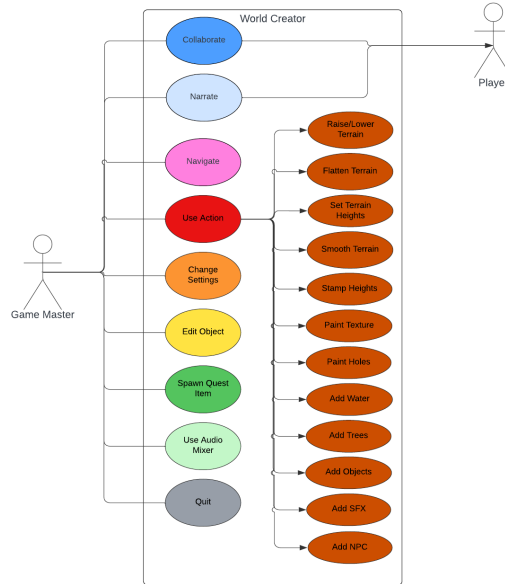 World Creator
Collaborate
Narrate
Navigate
Use Action
Change
Settings
Edit Object
Spawn Quest
Item
Use Audio
Mixer
Quit
Game Master
Raise/Lower
Terrain
Flatten Terrain
Set Terrain
Heights
Smooth Terrain
Stamp Heights
Paint Texture
Paint Holes
Add Water
Add Trees
Add Objects
Add SFX
Add NPC
Playe